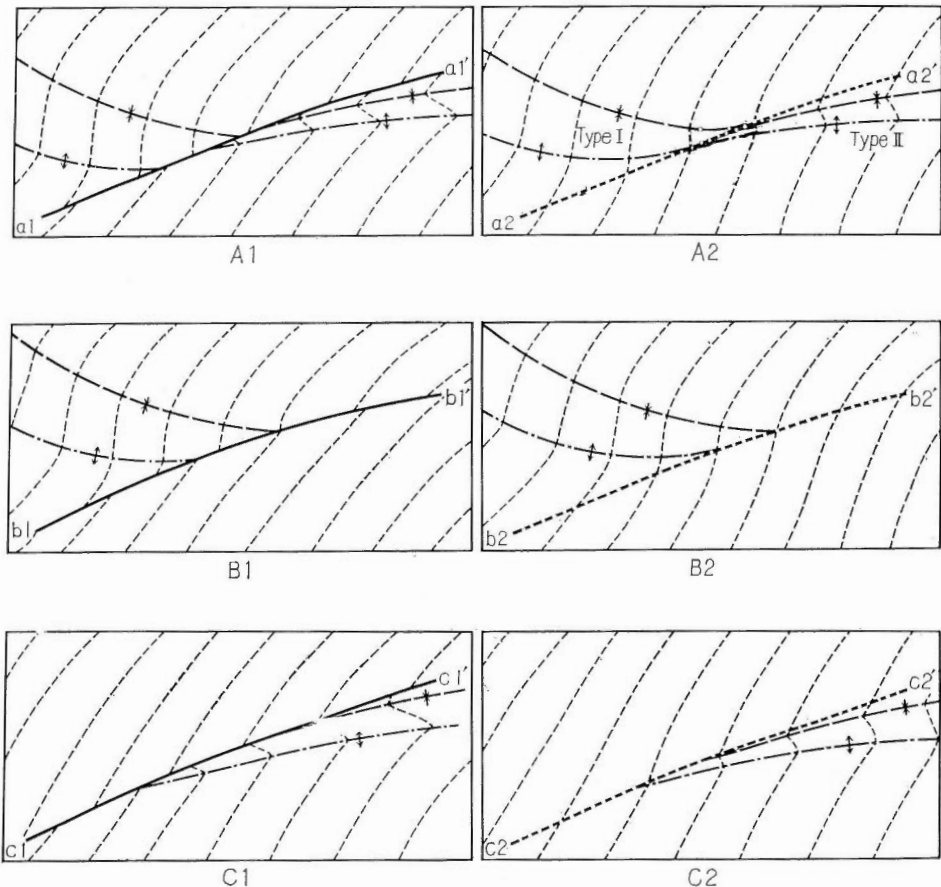 a1'
a1
A1
a2'
Type I
Type II
a2
A2
b1'
b1
B1
b2'
b2
B2
c1'
c1
C1
c2'
c2
C2